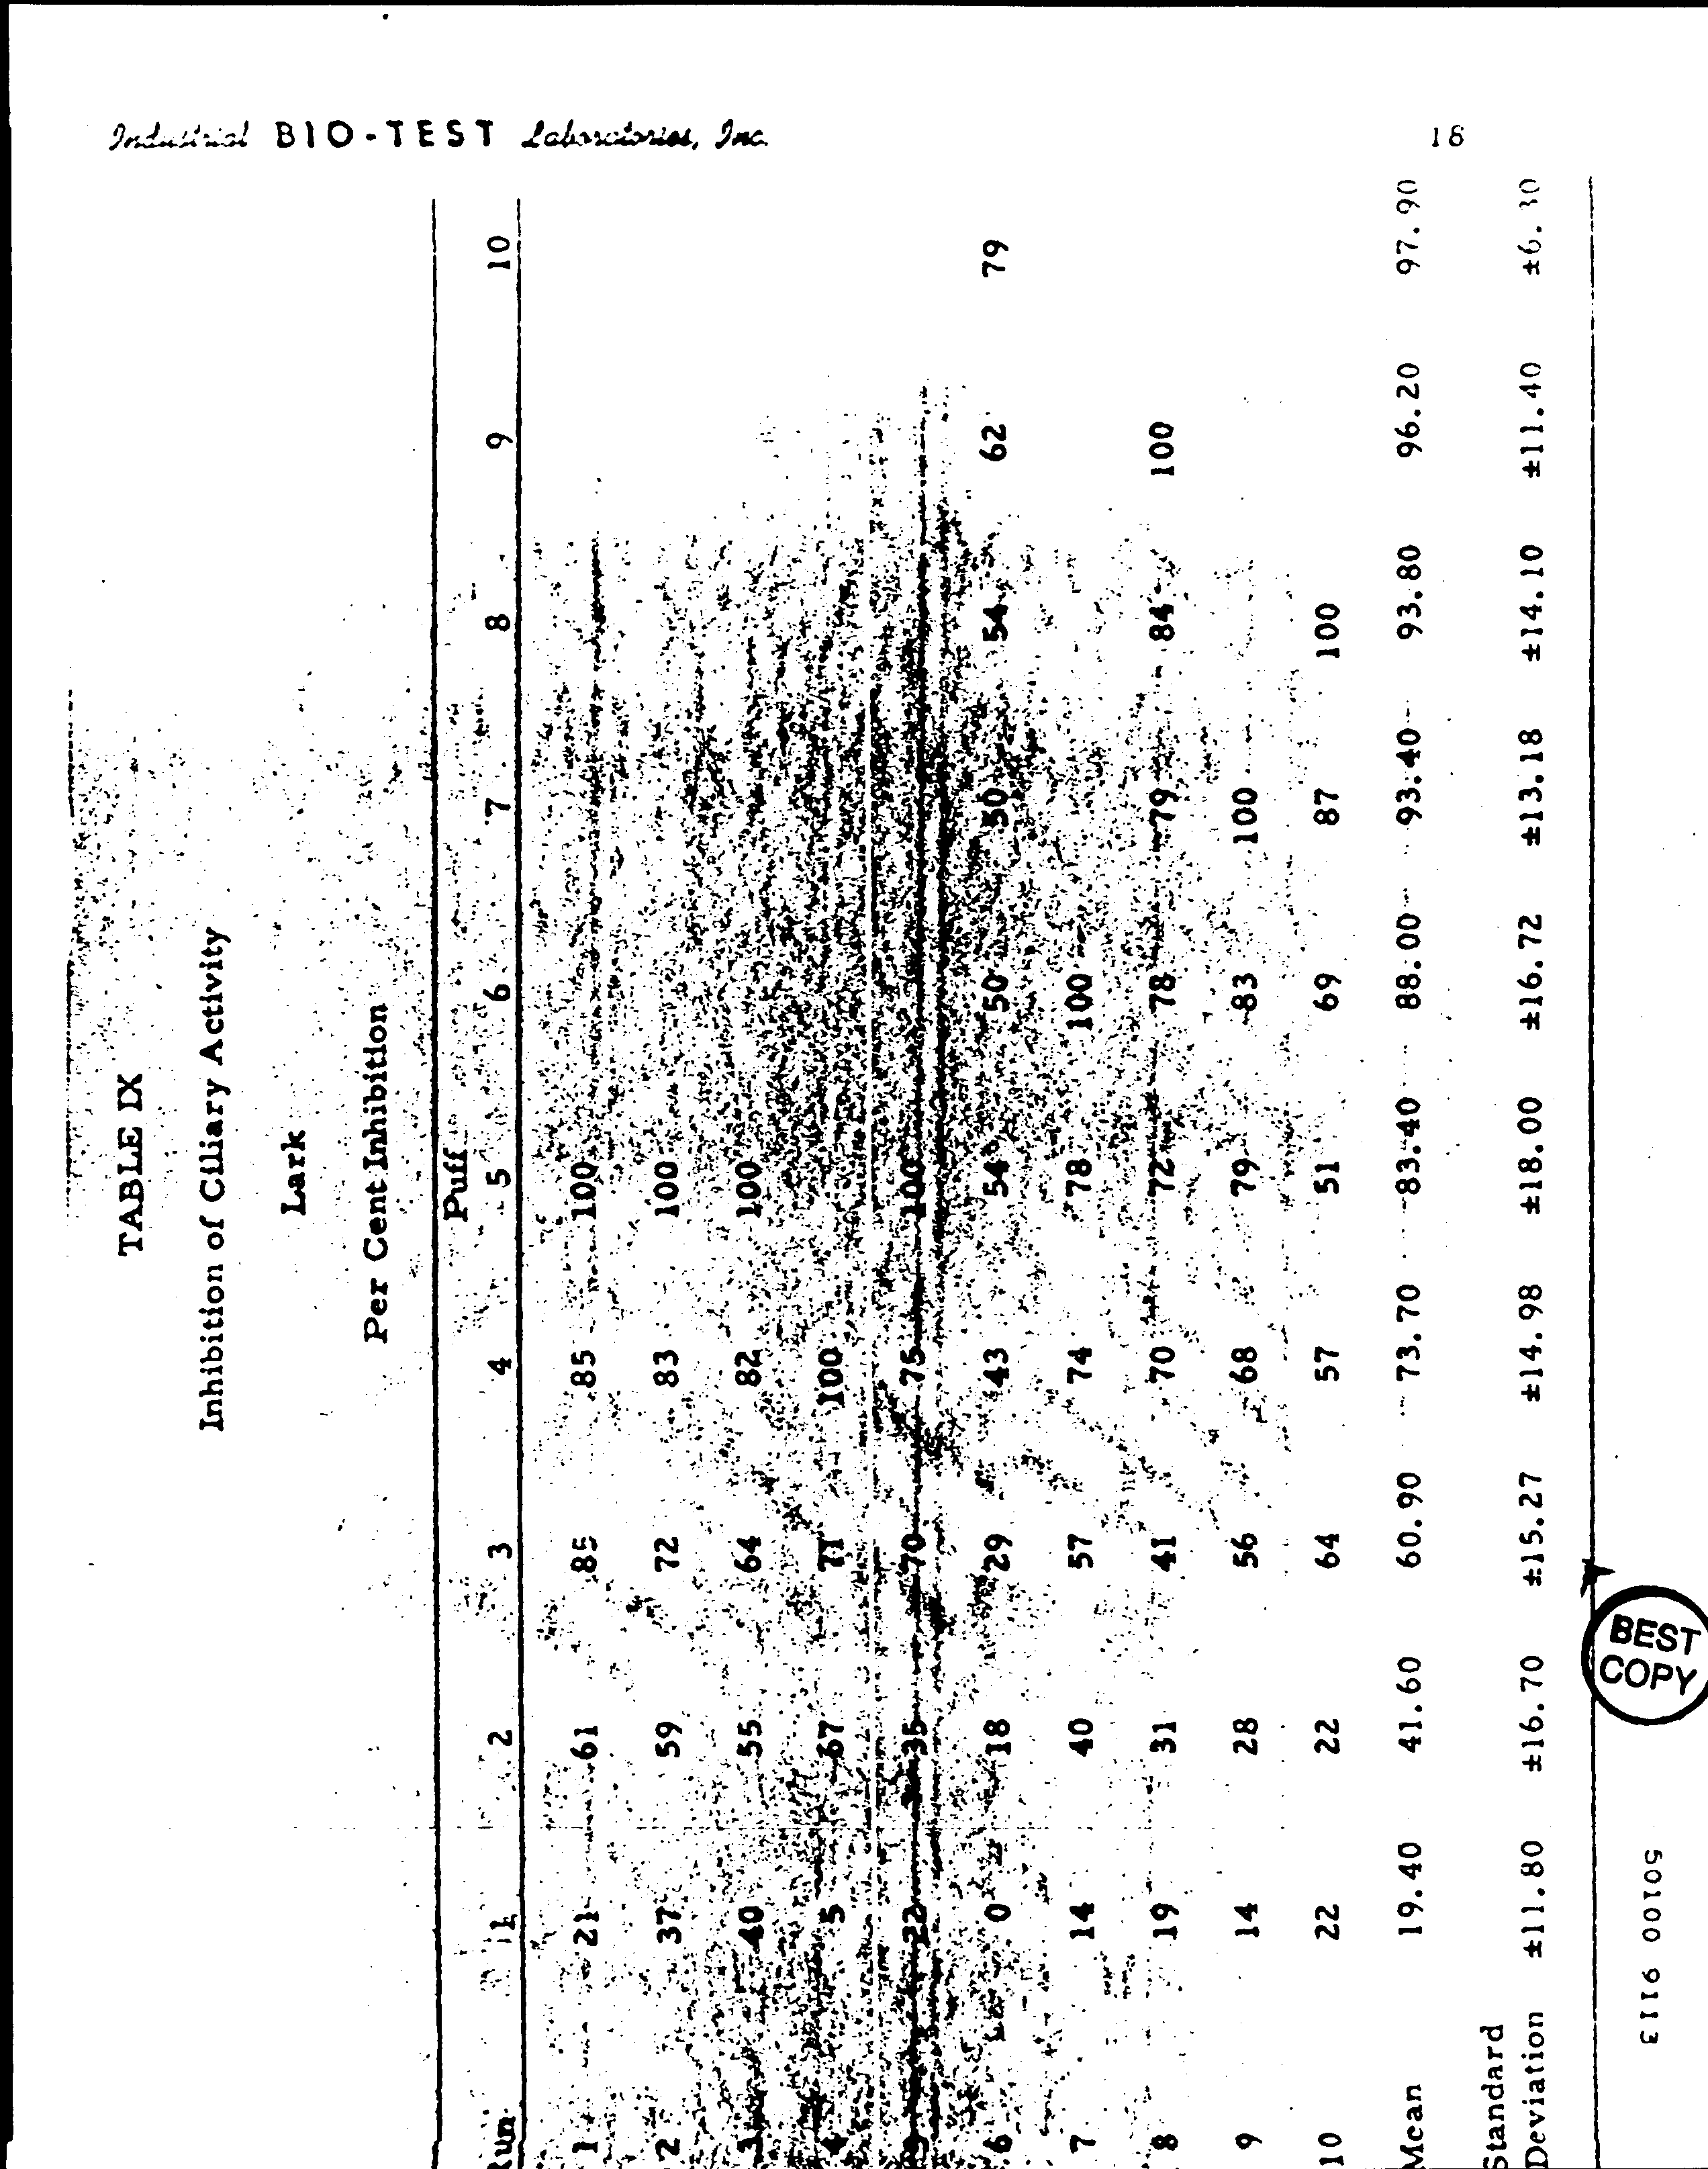 Industrial BIO-TEST Laboratories, Inc.
18
TABLE IX
Inhibition of Ciliary Activity
Lark
Per Cent Inhibition
Puff
Run 1 2 3 4 5 6 7 8 9 10
1 21 61 85 85 100
2 37 59 72 83 100
3 40 55 64 82 100
4 5 67 71 100
5 22 35 70 75 100
6 0 18 29 43 54 50 50 54 62 79
7 14 40 57 74 78 100
8 19 31 41 70 72 78 79 84 100
9 14 28 56 68 79 83 100
10 22 22 64 57 51 69 87 100
Mean 19.40 41.60 60.90 73.70 83.40 88.00 93.40 93.80 96.20 97.90
Standard
Deviation ±11.80 ±16.70 ±15.27 ±14.98 ±18.00 ±16.72 ±13.18 ±14.10 ±11.40 ±6.30
BEST
COPY
50100 9113